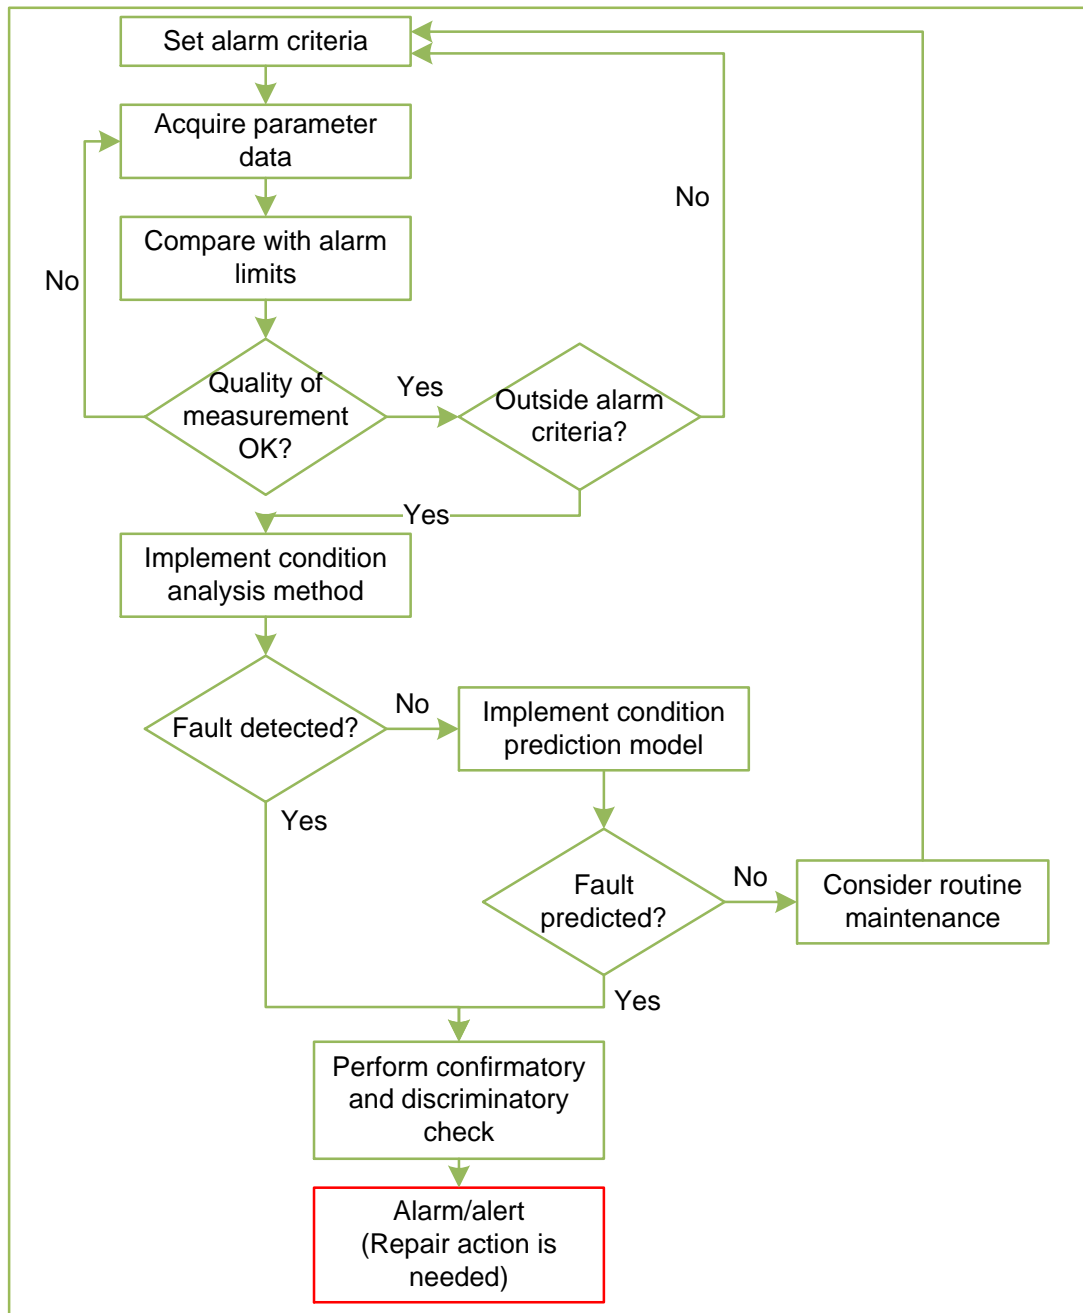 Set alarm criteria
Acquire parameter
data
No
Compare with alarm
limits
No
Quality of
measurement
OK?
Yes
Outside alarm
criteria?
Yes
Implement condition
analysis method
Fault detected?
No
Implement condition
prediction model
Yes
Fault
predicted?
No
Consider routine
maintenance
Yes
Perform confirmatory
and discriminatory
check
Alarm/alert
(Repair action is
needed)